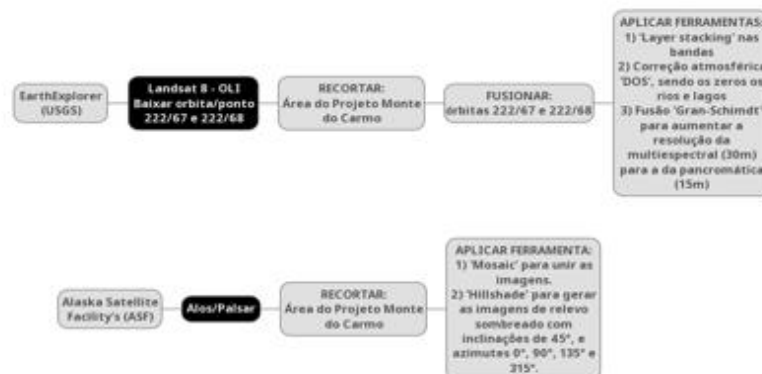 EarthExplorer
(USGS)
Landsat 8 - OLI
Baixar orbita/ponto
222/67 e 222/68
RECORTAR:
Área do Projeto Monte
do Carmo
FUSIONAR:
órbitas 222/67 e 222/68
APLICAR FERRAMENTAS:
1) 'Layer stacking' nas
bandas
2) Correção atmosférica
'DOS', sendo os zeros os
rios e lagos
3) Fusão 'Gran-Schimdt'
para aumentar a
resolução da
multiespectral (30m)
para a da pancromática
(15m)
Alaska Satellite
Facility's (ASF)
Alos/Palsar
RECORTAR:
Área do Projeto Monte
do Carmo
APLICAR FERRAMENTA:
1) 'Mosaic' para unir as
imagens.
2) 'Hillshade' para gerar
as imagens de relevo
sombreado com
inclinações de 45°, e
azimutes 0°, 90°, 135° e
315°.